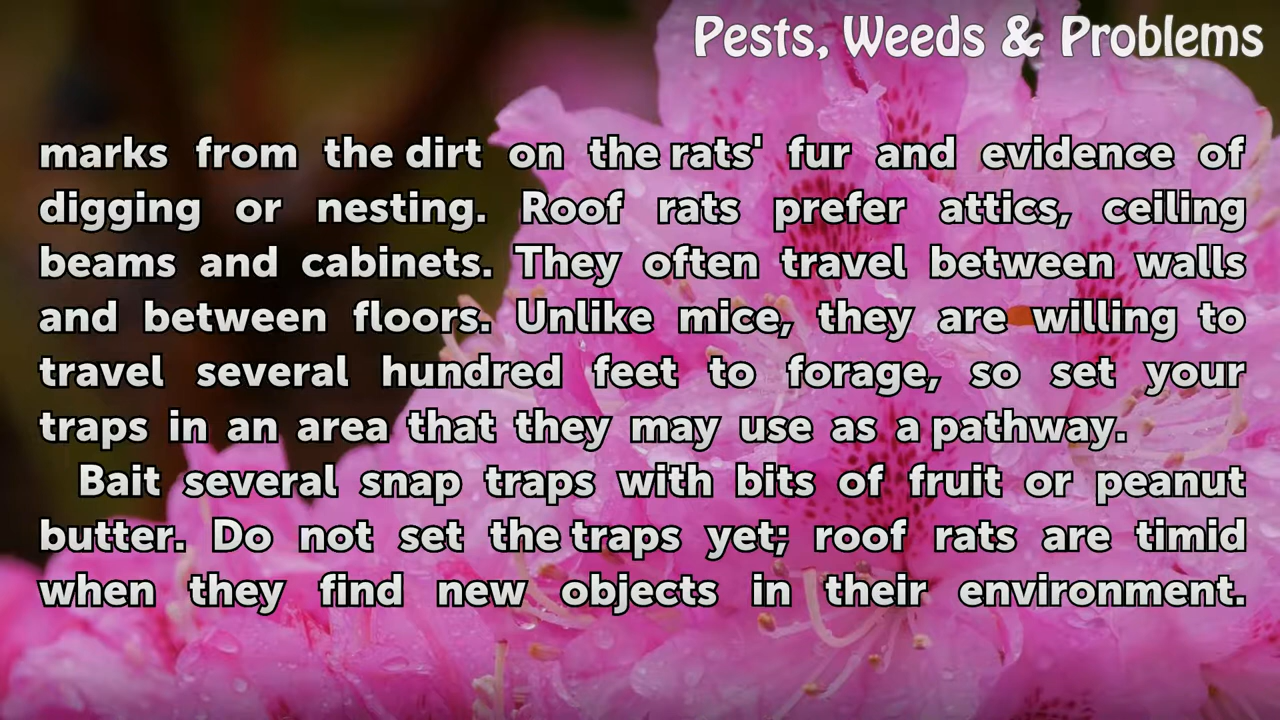 Pests, Weeds & Problems
marks from the dirt on the rats' fur and evidence of
digging or nesting. Roof rats prefer attics, ceiling
beams and cabinets. They often travel between walls
and between floors. Unlike mice, they are willing to
travel several hundred feet to forage, so set your
traps in an area that they may use as a pathway.
Bait several snap traps with bits of fruit or peanut
butter. Do not set the traps yet; roof rats are timid
when they find new objects in their environment.